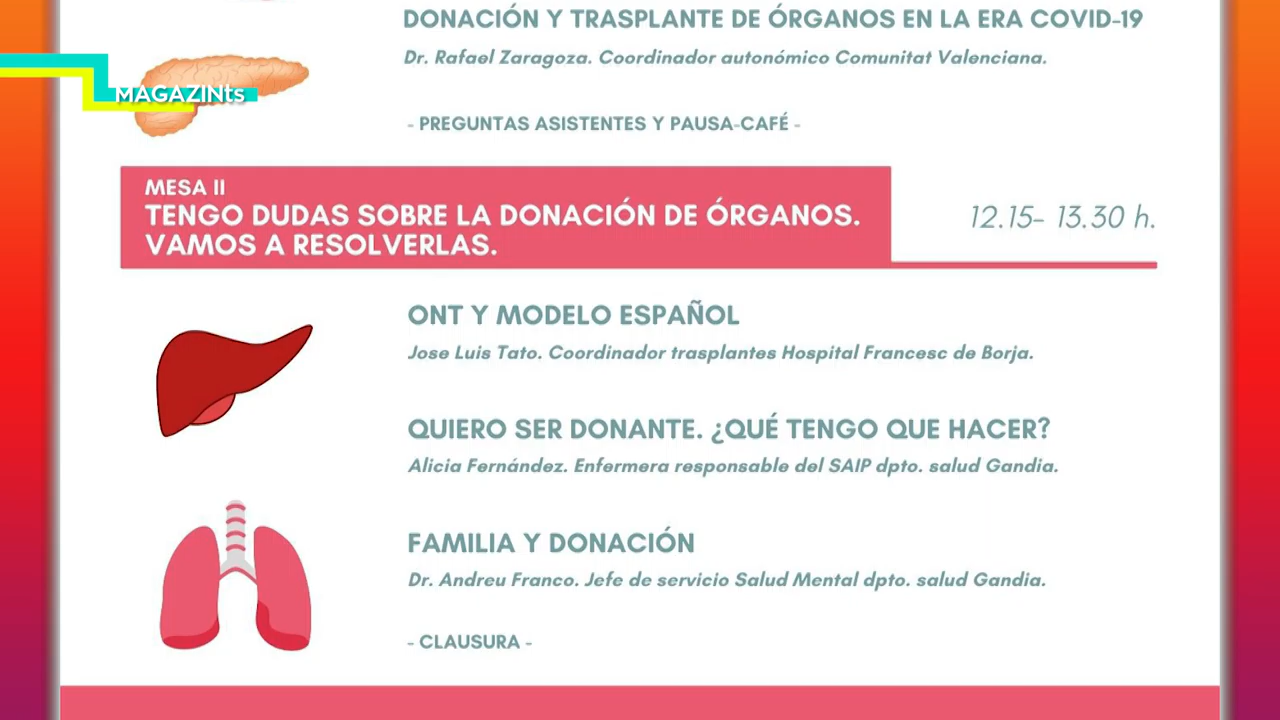 DONACIÓN Y TRASPLANTE DE ÓRGANOS EN LA ERA COVID-19
Dr. Rafael Zaragoza. Coordinador autonómico Comunitat Valenciana.
MAGAZINts
- PREGUNTAS ASISTENTES Y PAUSA-CAFÉ -
MESA II
TENGO DUDAS SOBRE LA DONACIÓN DE ÓRGANOS.
VAMOS A RESOLVERLAS.
12.15- 13.30 h.
ONT Y MODELO ESPAÑOL
Jose Luis Tato. Coordinador trasplantes Hospital Francesc de Borja.
QUIERO SER DONANTE. ¿QUÉ TENGO QUE HACER?
Alicia Fernández. Enfermera responsable del SAIP dpto. salud Gandia.
FAMILIA Y DONACIÓN
Dr. Andreu Franco. Jefe de servicio Salud Mental dpto. salud Gandia.
- CLAUSURA -